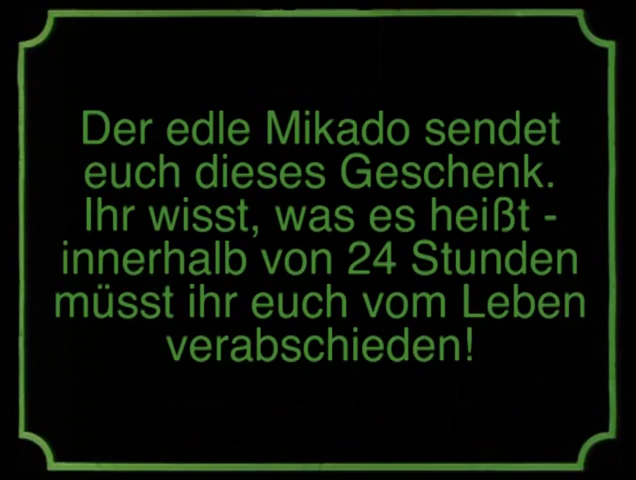 Der edle Mikado sendet
euch dieses Geschenk.
Ihr wisst, was es heißt -
innerhalb von 24 Stunden
müsst ihr euch vom Leben
verabschieden!